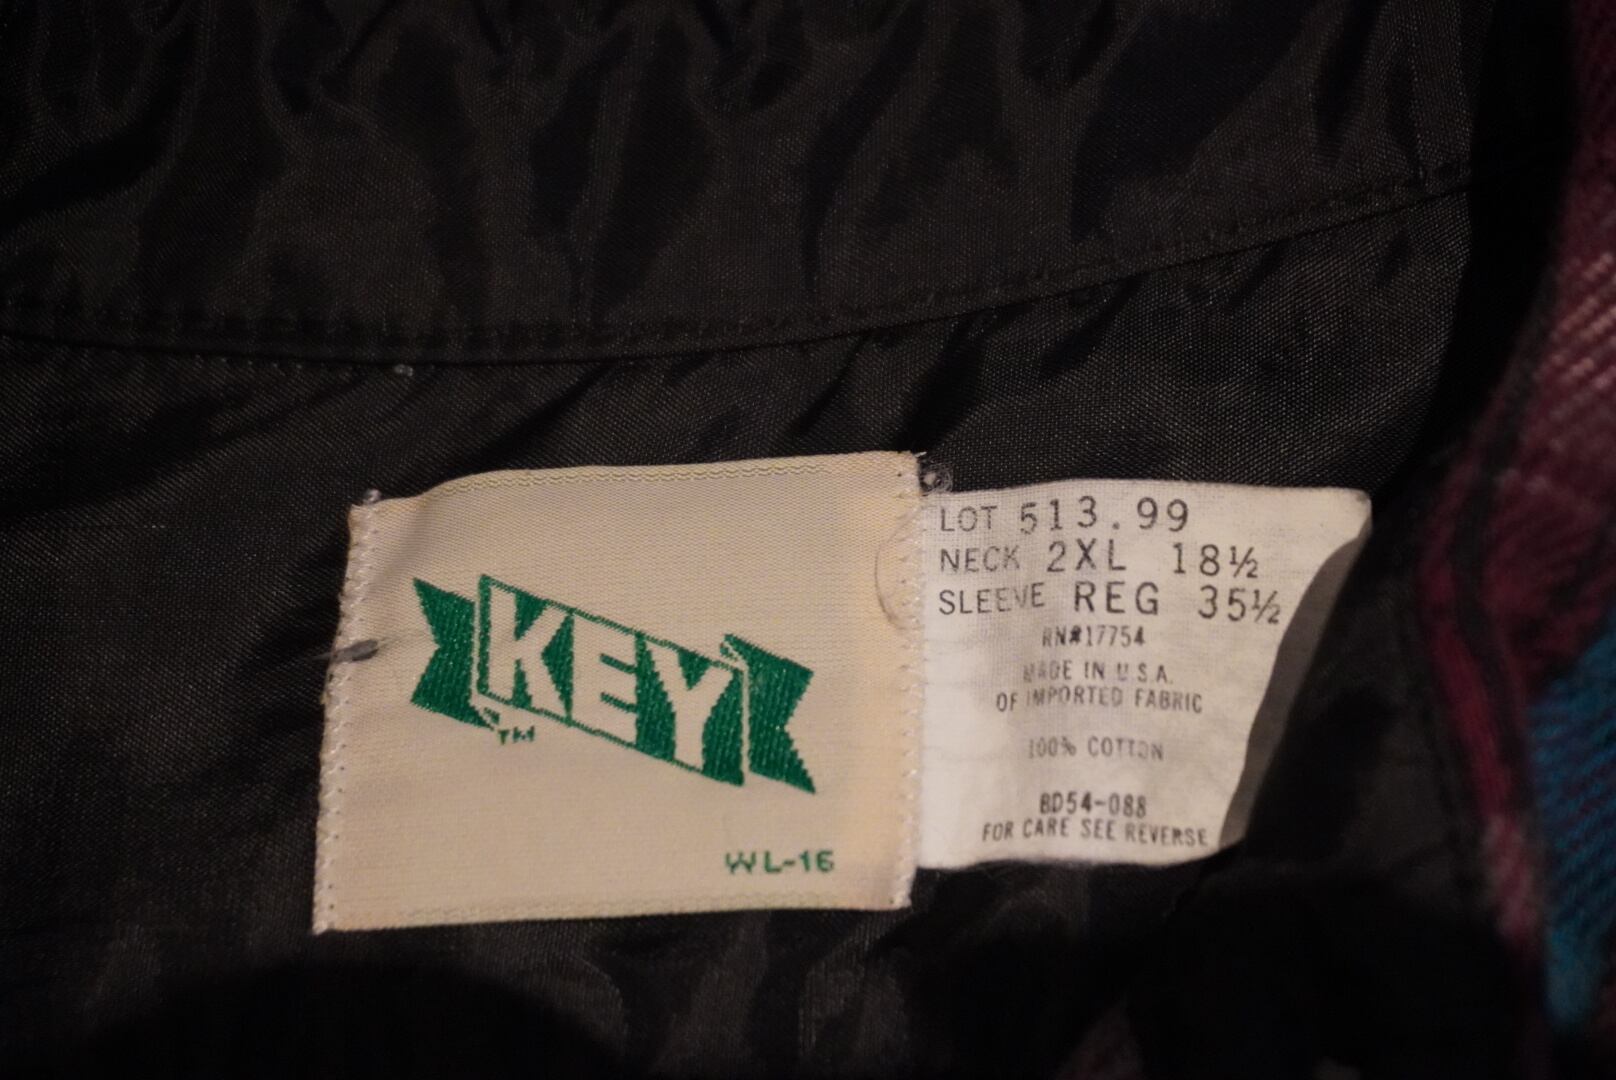 KEY
TM
WL-16
LOT 513.99
NECK 2XL 18½
SLEEVE REG 35½
RN#17754
MADE IN U.S.A.
OF IMPORTED FABRIC
100% COTTON
BD54-088
FOR CARE SEE REVERSE